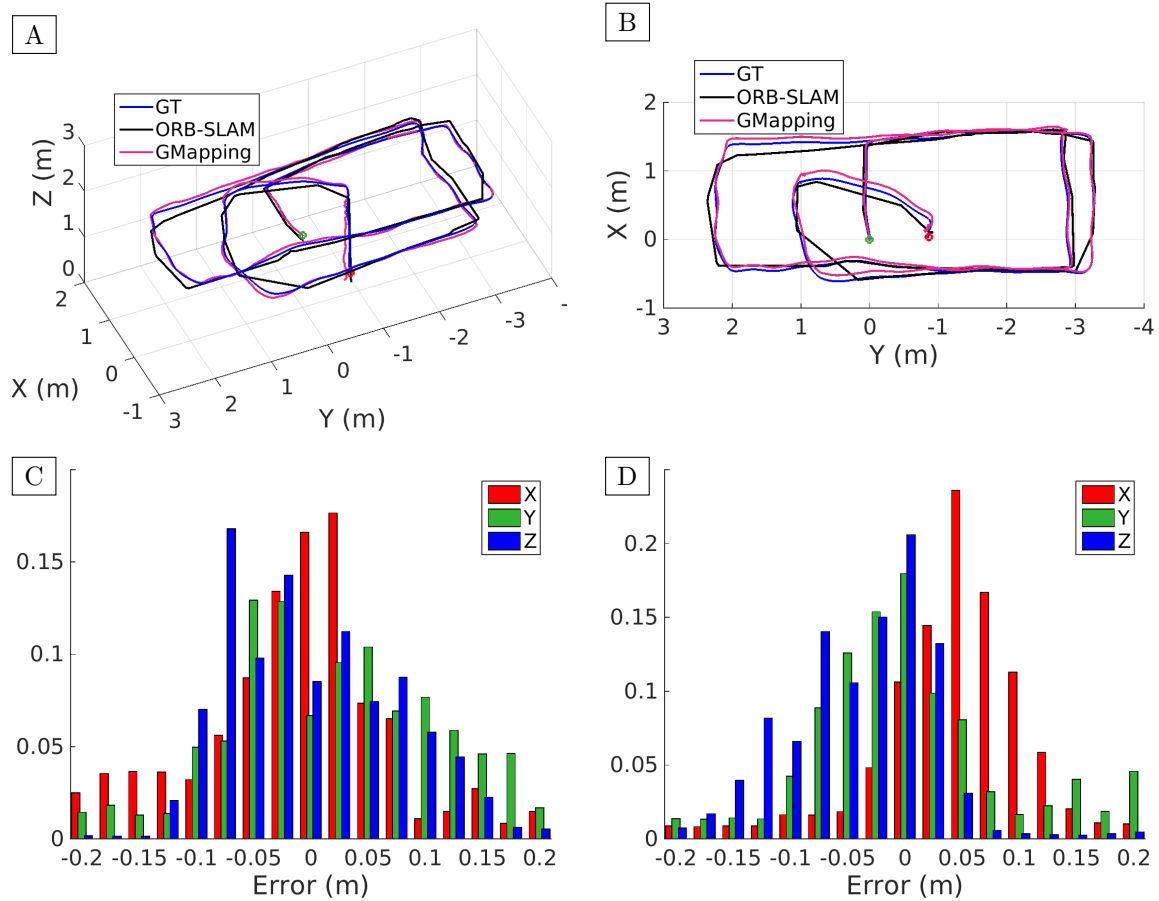 A
GT
ORB-SLAM
GMapping
Z (m)
3
2
1
0
2
1
0
-1
X (m)
3
2
1
0
-1
-2
-3
-
Y (m)
B
GT
ORB-SLAM
GMapping
X (m)
2
1
0
-1
3 2 1 0 -1 -2 -3 -4
Y (m)
C
X
Y
Z
0.15
0.1
0.05
0
-0.2 -0.15 -0.1 -0.05 0 0.05 0.1 0.15 0.2
Error (m)
D
X
Y
Z
0.2
0.15
0.1
0.05
0
-0.2 -0.15 -0.1 -0.05 0 0.05 0.1 0.15 0.2
Error (m)